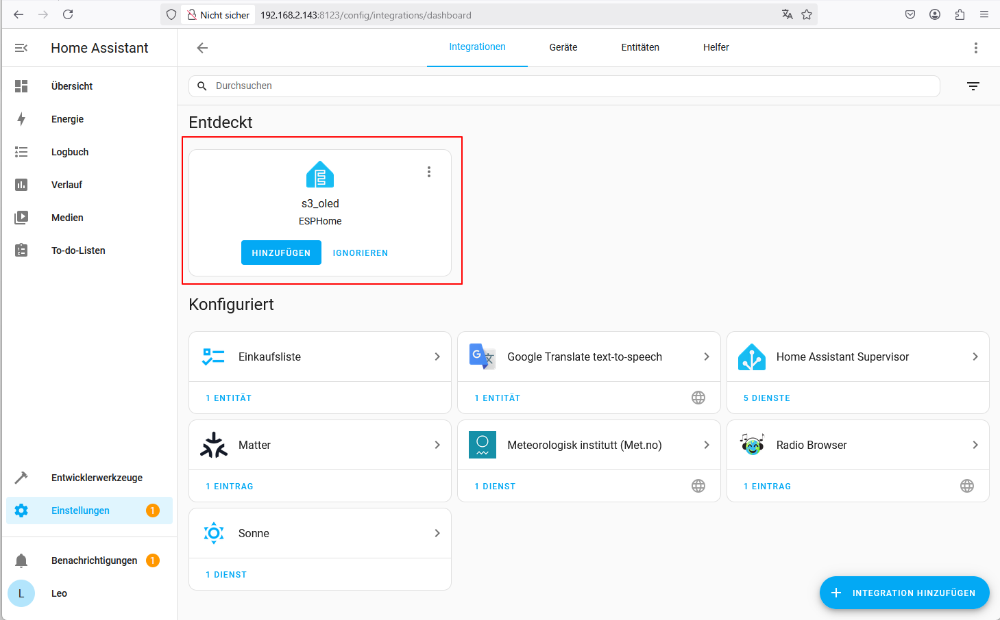 Nicht sicher 192.168.2.143:8123/config/integrations/dashboard
Home Assistant
Integrationen Geräte Entitäten Helfer
Übersicht
Energie
Logbuch
Verlauf
Medien
To-do-Listen
Entwicklerwerkzeuge
Einstellungen 1
Benachrichtigungen 1
L Leo
Durchsuchen
Entdeckt
s3_oled
ESPHome
HINZUFÜGEN IGNORIEREN
Konfiguriert
Einkaufsliste
1 ENTITÄT
Google Translate text-to-speech
1 ENTITÄT
Home Assistant Supervisor
5 DIENSTE
Matter
1 EINTRAG
Meteorologisk institutt (Met.no)
1 DIENST
Radio Browser
1 EINTRAG
Sonne
1 DIENST
INTEGRATION HINZUFÜGEN